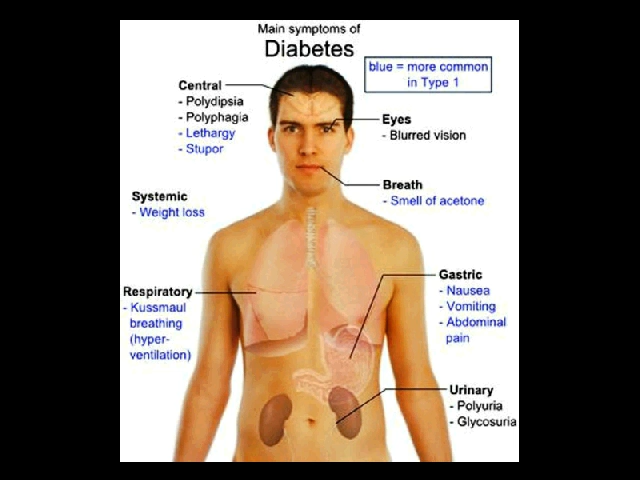 Main symptoms of
Diabetes
blue = more common
in Type 1
Central
- Polydipsia
- Polyphagia
- Lethargy
- Stupor
Eyes
- Blurred vision
Breath
- Smell of acetone
Systemic
- Weight loss
Respiratory
- Kussmaul
breathing
(hyper-
ventilation)
Gastric
- Nausea
- Vomiting
- Abdominal
pain
Urinary
- Polyuria
- Glycosuria